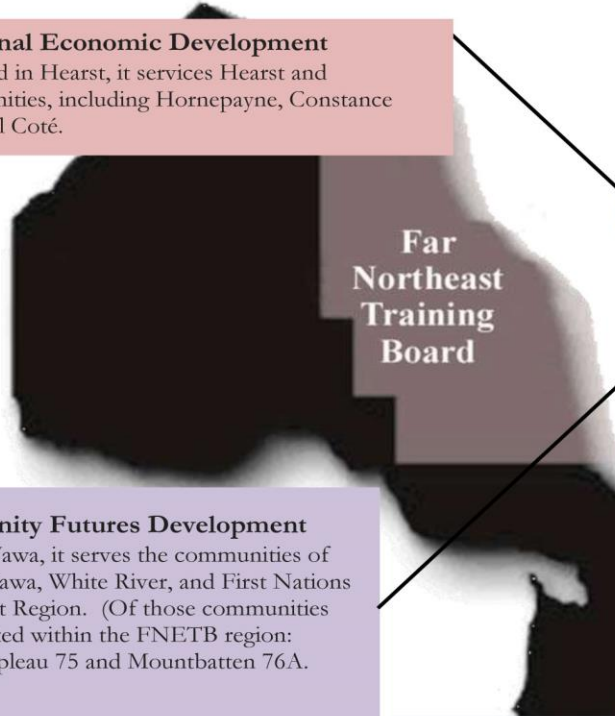 nal Economic Development
d in Hearst, it services Hearst and
nities, including Hornepayne, Constance
l Coté.
Far
Northeast
Training
Board
nity Futures Development
awa, it serves the communities of
awa, White River, and First Nations
t Region. (Of those communities
ted within the FNETB region:
pleau 75 and Mountbatten 76A.